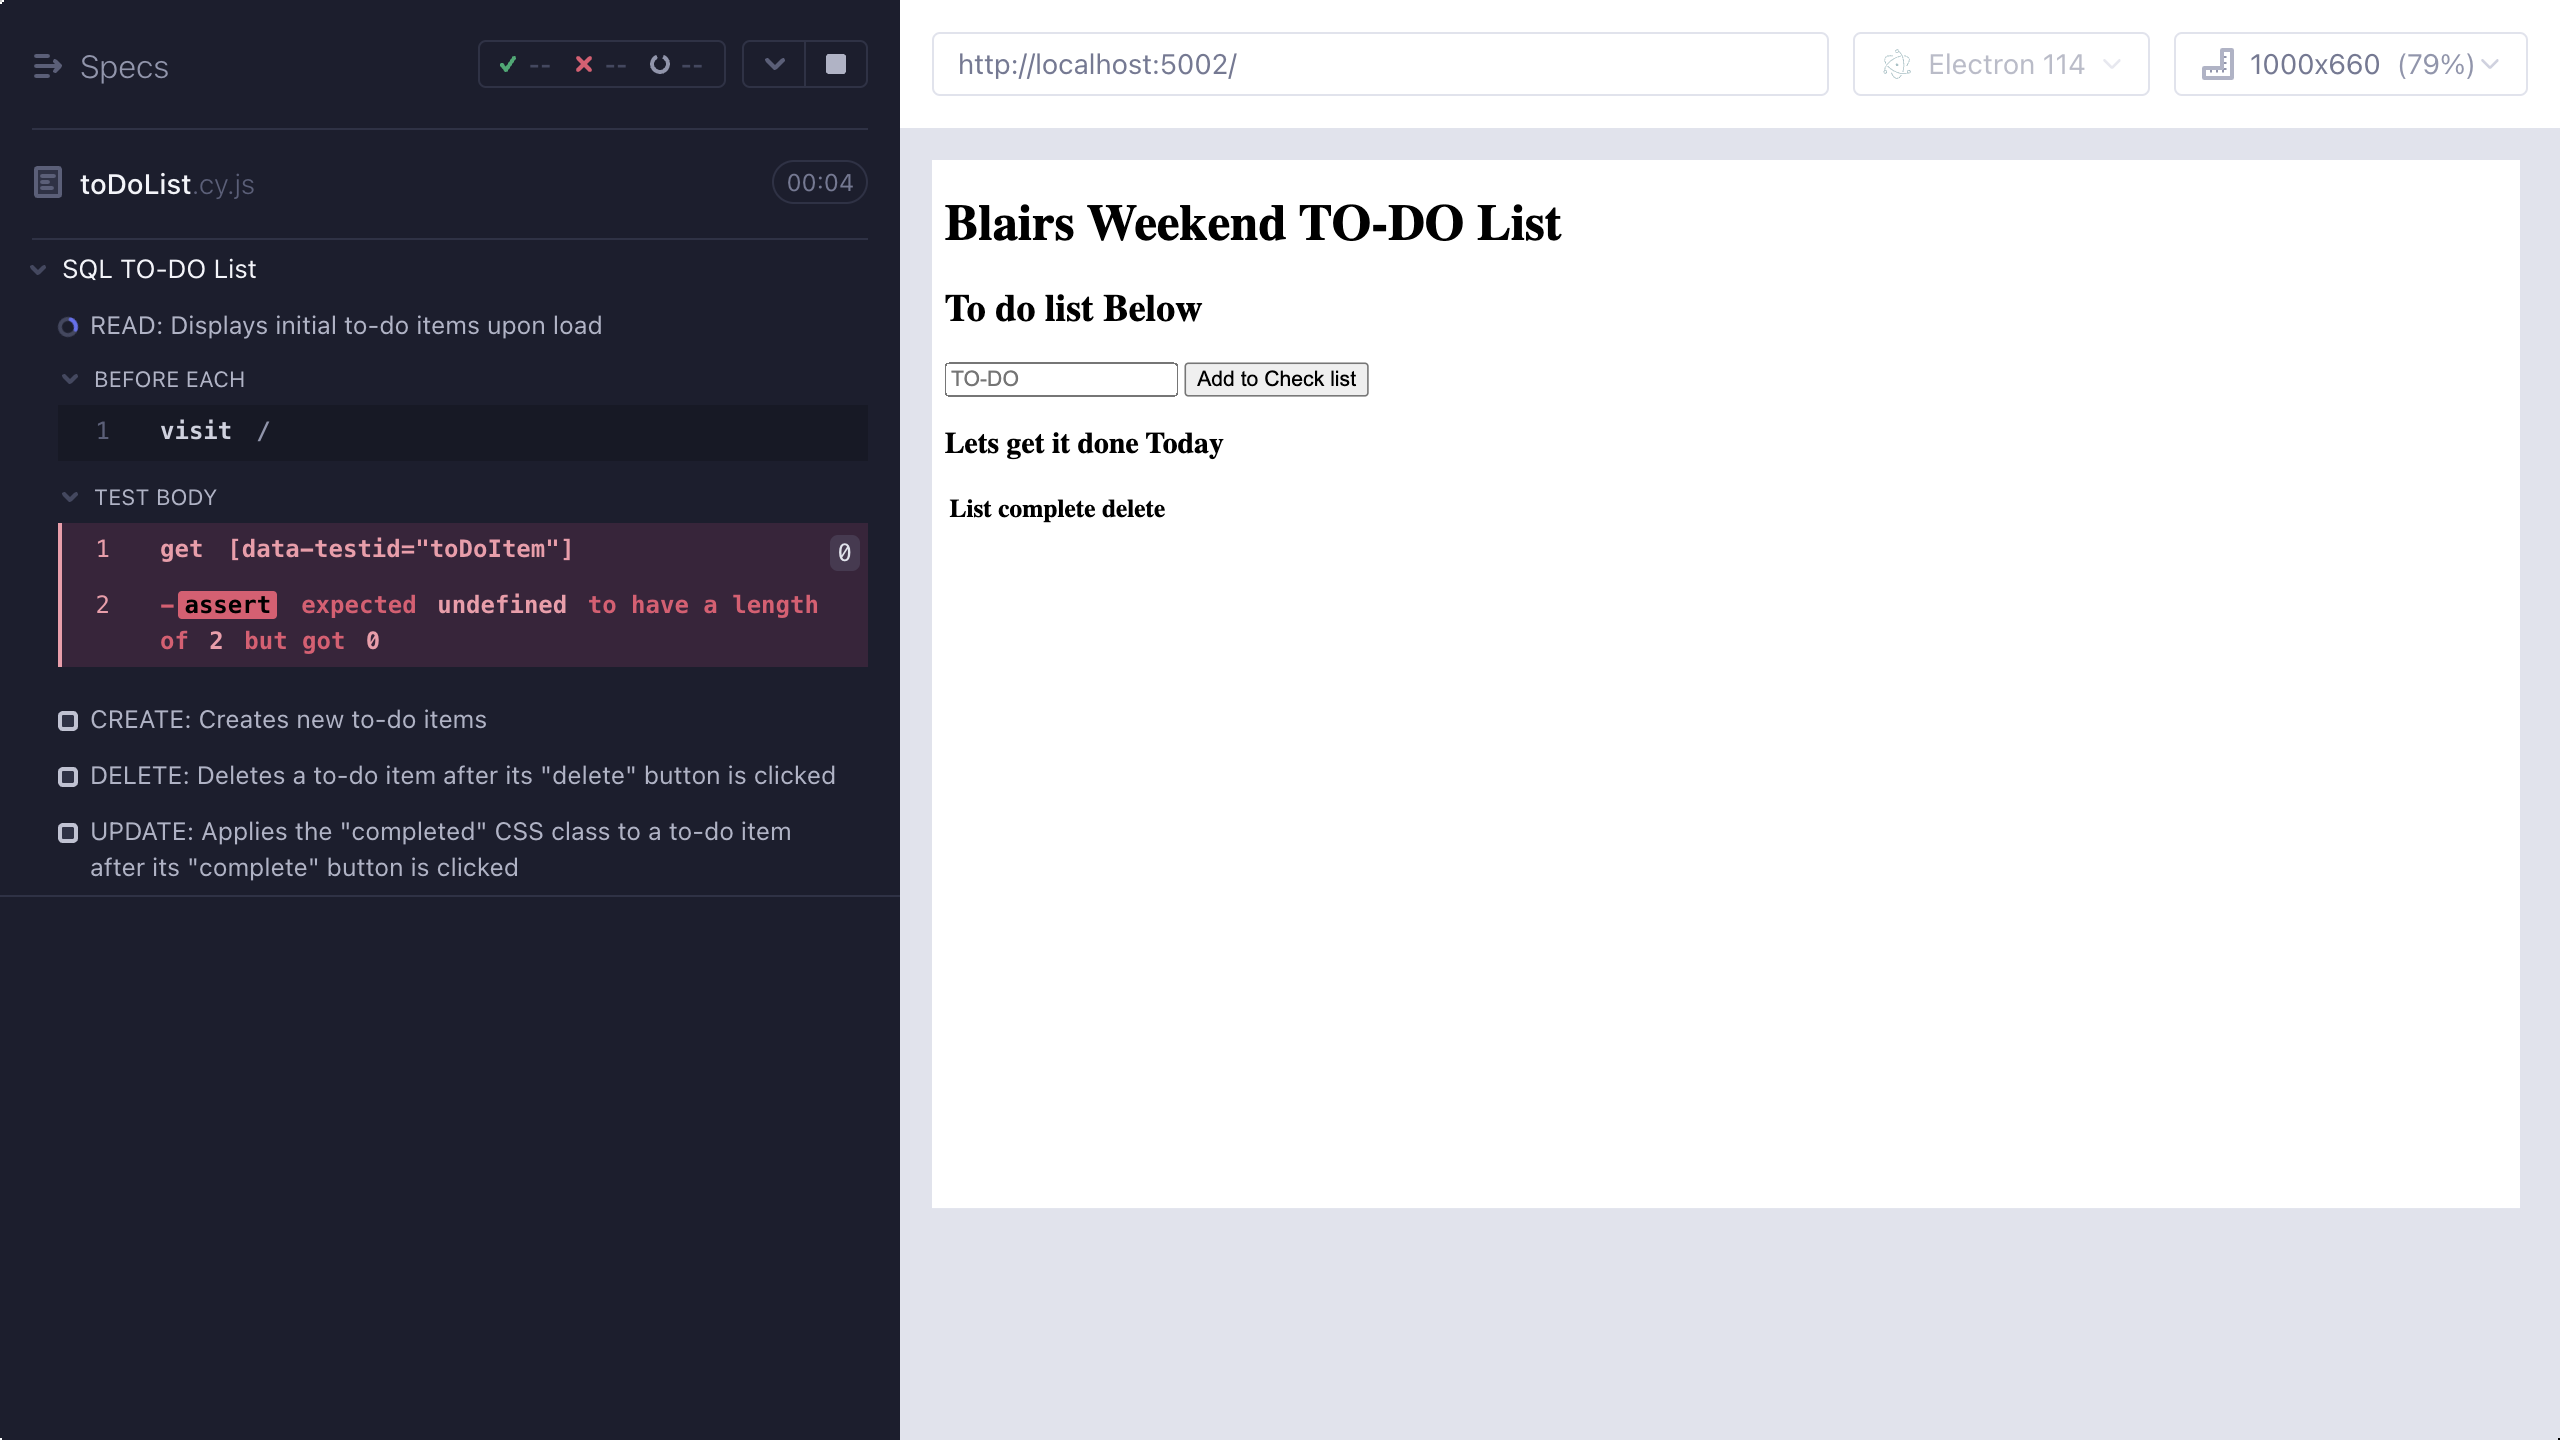 Specs
-- -- --
toDoList.cy.js
00:04
SQL TO-DO List
READ: Displays initial to-do items upon load
BEFORE EACH
1 visit /
TEST BODY
1 get [data-testid="toDoItem"] 0
2 -assert expected undefined to have a length
of 2 but got 0
CREATE: Creates new to-do items
DELETE: Deletes a to-do item after its "delete" button is clicked
UPDATE: Applies the "completed" CSS class to a to-do item
after its "complete" button is clicked
http://localhost:5002/
Electron 114
1000x660 (79%)
Blairs Weekend TO-DO List
To do list Below
TO-DO Add to Check list
Lets get it done Today
List complete delete